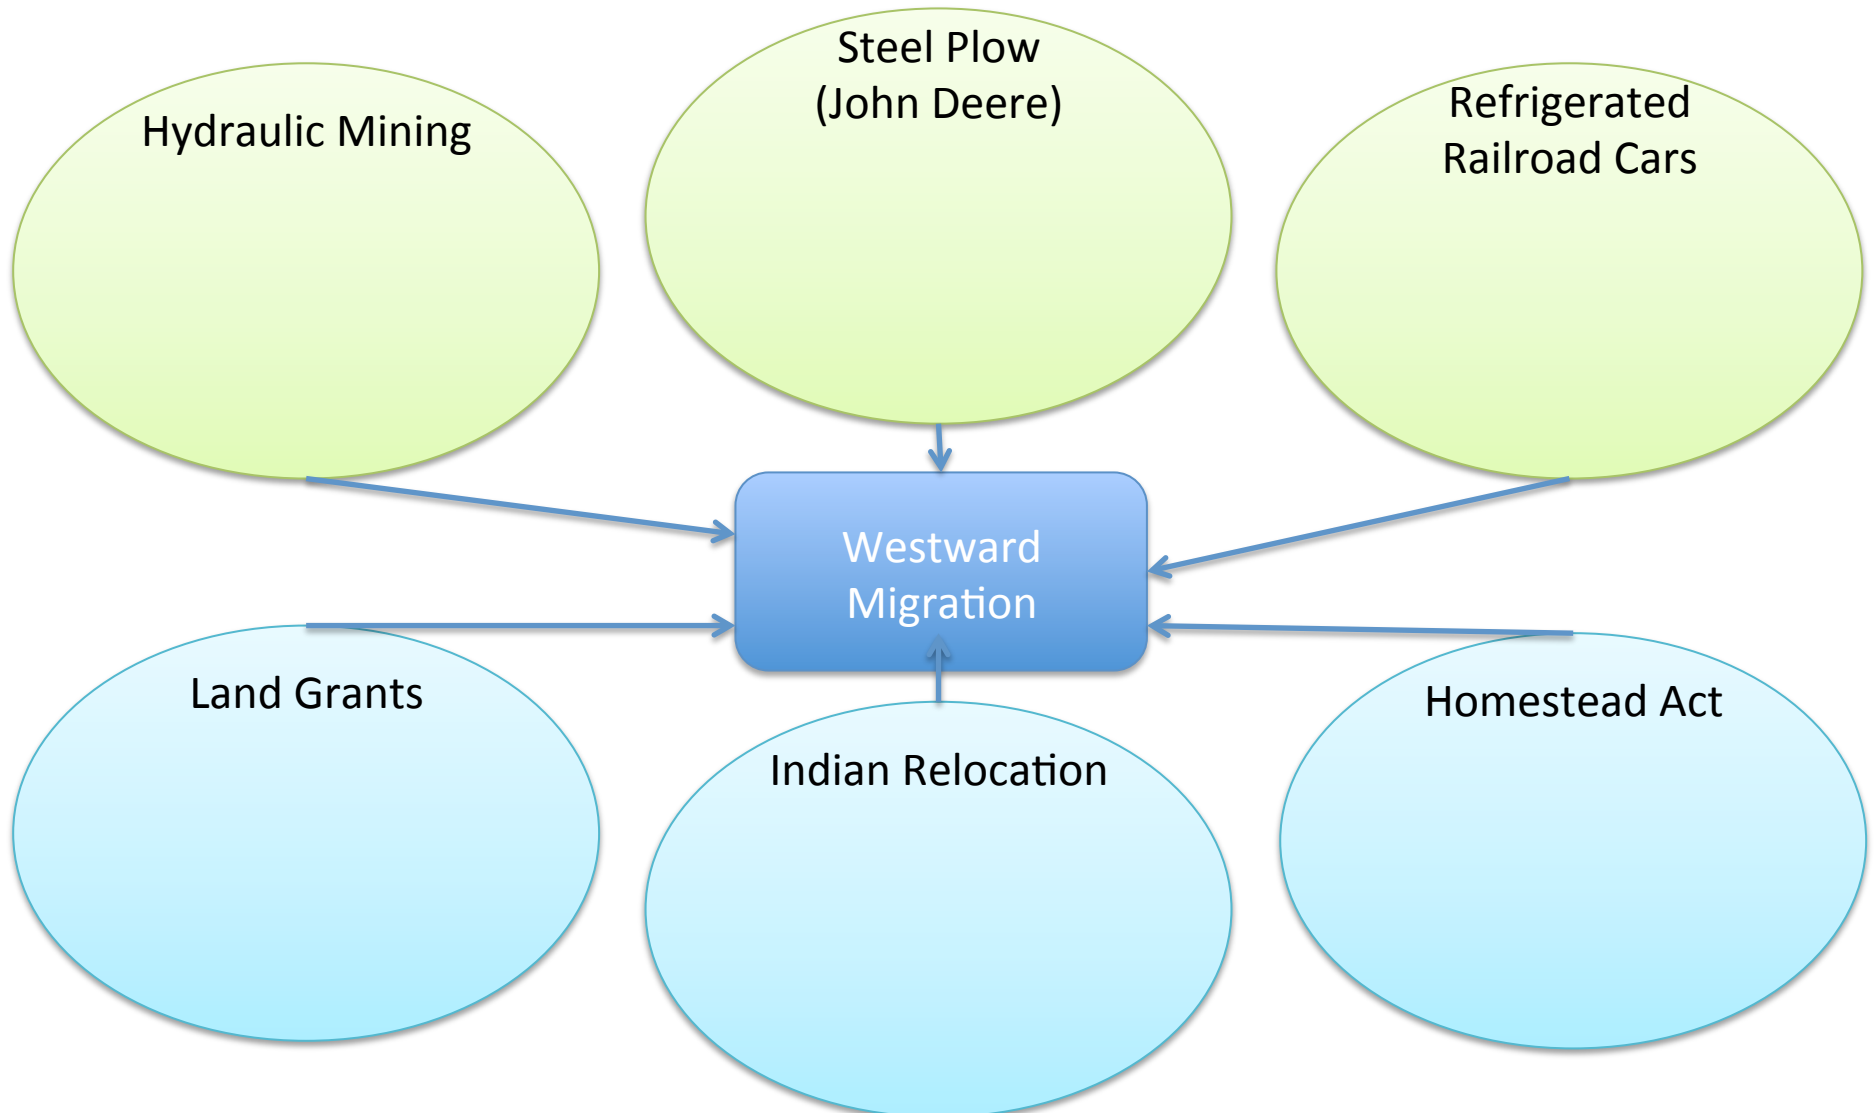 Hydraulic Mining
Steel Plow
(John Deere)
Refrigerated
Railroad Cars
Westward
Migration
Land Grants
Indian Relocation
Homestead Act